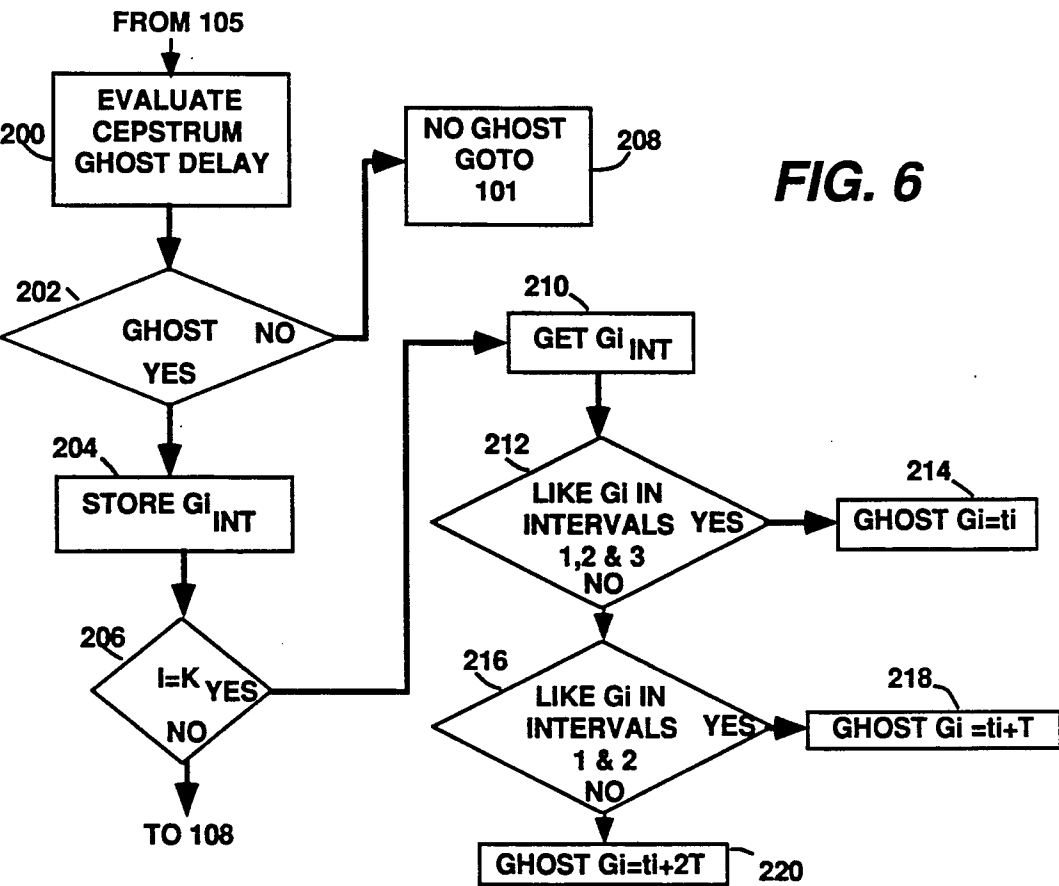 FROM 105
200
EVALUATE
CEPSTRUM
GHOST DELAY
NO GHOST
GOTO
101
208
FIG. 6
202
GHOST NO
YES
204
STORE Gi INT
206
I=K YES
NO
TO 108
210
GET Gi INT
212
LIKE Gi IN
INTERVALS YES
1,2 & 3
NO
214
GHOST Gi=ti
216
LIKE Gi IN
INTERVALS YES
1 & 2
NO
218
GHOST Gi =ti+T
GHOST Gi=ti+2T
220